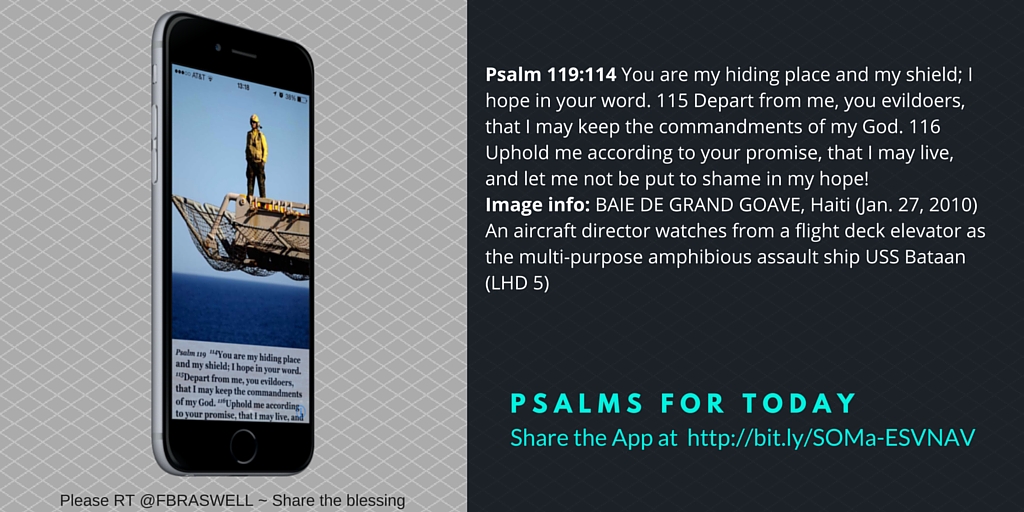 AT&T
13:18
38%
Psalm 119 114You are my hiding place
and my shield; I hope in your word.
115Depart from me, you evildoers,
that I may keep the commandments
of my God. 116Uphold me according
to your promise, that I may live, and
Please RT @FBRASWELL ~ Share the blessing
Psalm 119:114 You are my hiding place and my shield; I
hope in your word. 115 Depart from me, you evildoers,
that I may keep the commandments of my God. 116
Uphold me according to your promise, that I may live,
and let me not be put to shame in my hope!
Image info: BAIE DE GRAND GOAVE, Haiti (Jan. 27, 2010)
An aircraft director watches from a flight deck elevator as
the multi-purpose amphibious assault ship USS Bataan
(LHD 5)
PSALMS FOR TODAY
Share the App at http://bit.ly/SOMa-ESVNAV